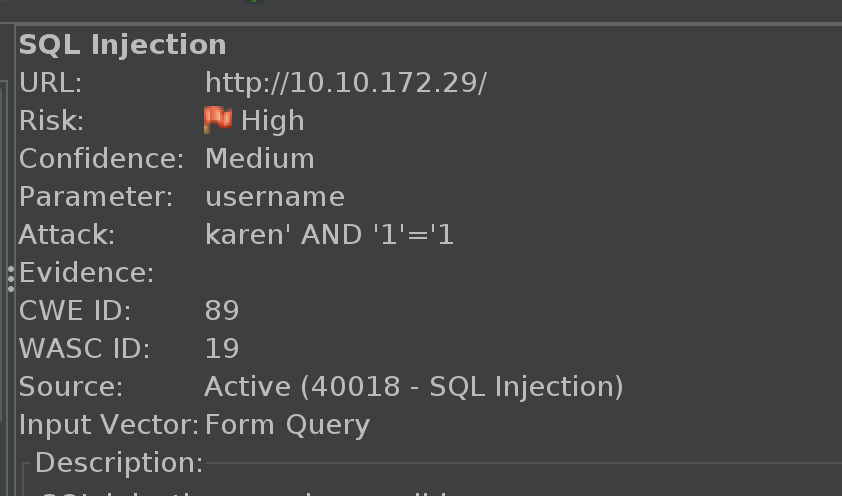 SQL Injection
URL: http://10.10.172.29/
Risk: High
Confidence: Medium
Parameter: username
Attack: karen' AND '1'='1
Evidence:
CWE ID: 89
WASC ID: 19
Source: Active (40018 - SQL Injection)
Input Vector: Form Query
Description: